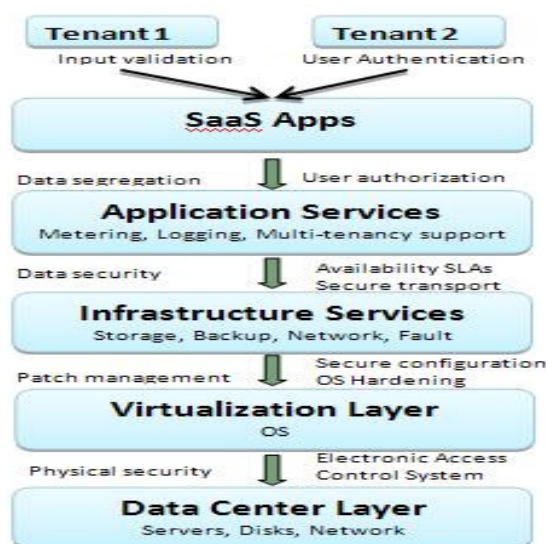 Tenant 1 Tenant 2
Input validation User Authentication
SaaS Apps
Data segregation User authorization
Application Services
Metering, Logging, Multi-tenancy support
Data security Availability SLAs
Secure transport
Infrastructure Services
Storage, Backup, Network, Fault
Patch management Secure configuration
OS Hardening
Virtualization Layer
OS
Physical security Electronic Access
Control System
Data Center Layer
Servers, Disks, Network